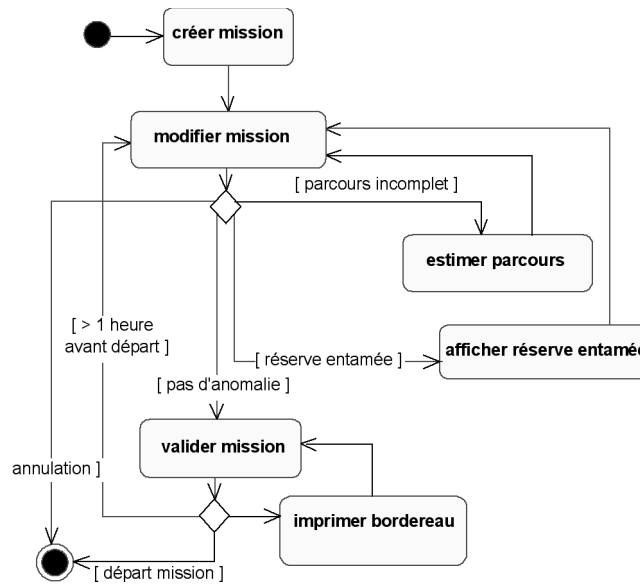 créer mission
modifier mission
[ parcours incomplet ]
estimer parcours
[ > 1 heure
avant départ ]
afficher réserve entamée
[ réserve entamée ]
[ pas d'anomalie ]
valider mission
annulation ]
imprimer bordereau
[ départ mission ]